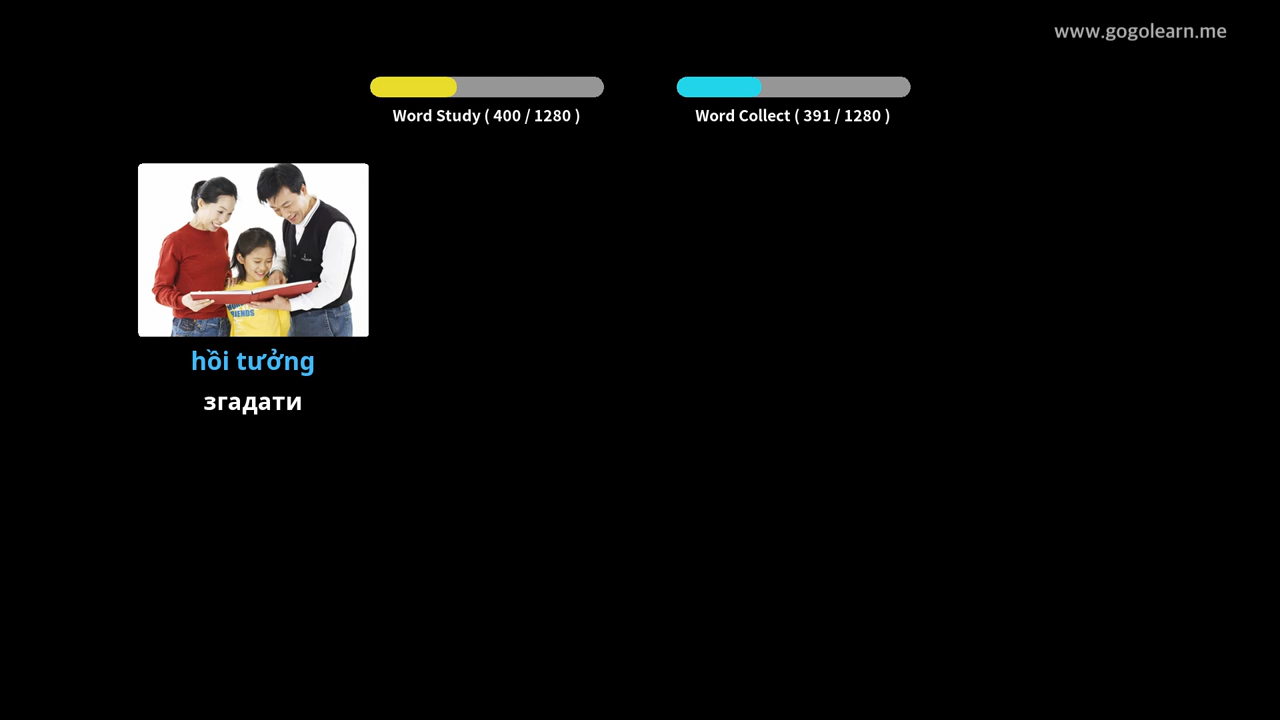 www.gogolearn.me
Word Study ( 400 / 1280 )
Word Collect ( 391 / 1280 )
hồi tưởng
згадати